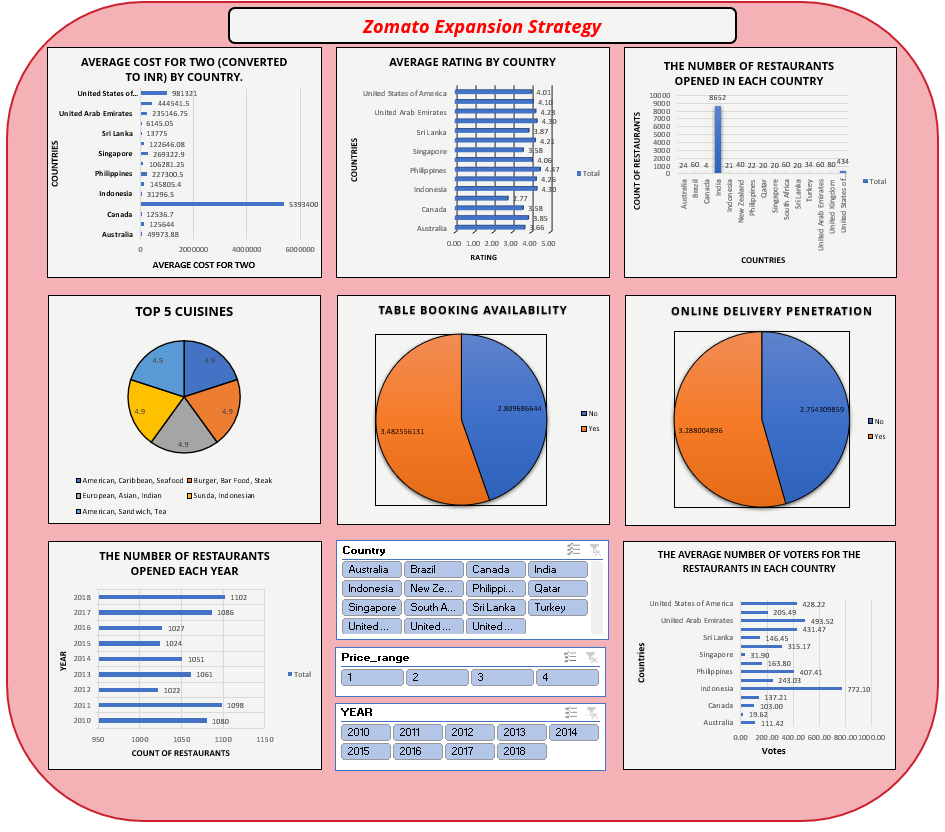 Zomato Expansion Strategy
AVERAGE COST FOR TWO (CONVERTED
TO INR) BY COUNTRY.
COUNTRIES
United States of... 981321
444541.5
United Arab Emirates 235146.75
6145.05
Sri Lanka 13775
122646.08
Singapore 269322.9
106281.25
Philippines 227300.5
145805.4
Indonesia 31296.5
5393400
Canada 12536.7
125644
Australia 49973.88
0 2000000 4000000 6000000
AVERAGE COST FOR TWO
AVERAGE RATING BY COUNTRY
COUNTRIES
United States of America 4.01
4.10
United Arab Emirates 4.23
4.30
Sri Lanka 3.87
4.21
Singapore 3.58
4.06
Philippines 4.47
4.26
Indonesia 4.30
2.77
Canada 3.58
3.85
Australia 3.66
0.00 1.00 2.00 3.00 4.00 5.00
RATING
Total
THE NUMBER OF RESTAURANTS
OPENED IN EACH COUNTRY
COUNT OF RESTAURANTS
10000
9000
8000
7000
6000
5000
4000
3000
2000
1000
0
24 60 4 8652 21 40 22 20 20 60 20 34 60 80 434
Australia
Brazil
Canada
India
Indonesia
New Zealand
Philippines
Qatar
Singapore
South Africa
Sri Lanka
Turkey
United Arab Emirates
United Kingdom
United States of...
COUNTRIES
Total
TOP 5 CUISINES
4.9 4.9
4.9 4.9
4.9
American, Caribbean, Seafood Burger, Bar Food, Steak
European, Asian, Indian Sunda, Indonesian
American, Sandwich, Tea
TABLE BOOKING AVAILABILITY
2.809686644
3.482556131
No
Yes
ONLINE DELIVERY PENETRATION
2.754309859
3.288004896
No
Yes
THE NUMBER OF RESTAURANTS
OPENED EACH YEAR
YEAR
2018 1102
2017 1086
2016 1027
2015 1024
2014 1051
2013 1061
2012 1022
2011 1098
2010 1080
950 1000 1050 1100 1150
COUNT OF RESTAURANTS
Total
Country
Australia Brazil Canada India
Indonesia New Ze... Philippi... Qatar
Singapore South A... Sri Lanka Turkey
United ... United ... United ...
Price_range
1 2 3 4
YEAR
2010 2011 2012 2013 2014
2015 2016 2017 2018
THE AVERAGE NUMBER OF VOTERS FOR THE
RESTAURANTS IN EACH COUNTRY
Countries
United States of America 428.22
205.49
United Arab Emirates 493.52
431.47
Sri Lanka 146.45
315.17
Singapore 31.90
163.80
Philippines 407.41
243.03
Indonesia 772.10
137.21
Canada 103.00
19.62
Australia 111.42
0.00 200.00 400.00 600.00 800.00 1000.00
Votes